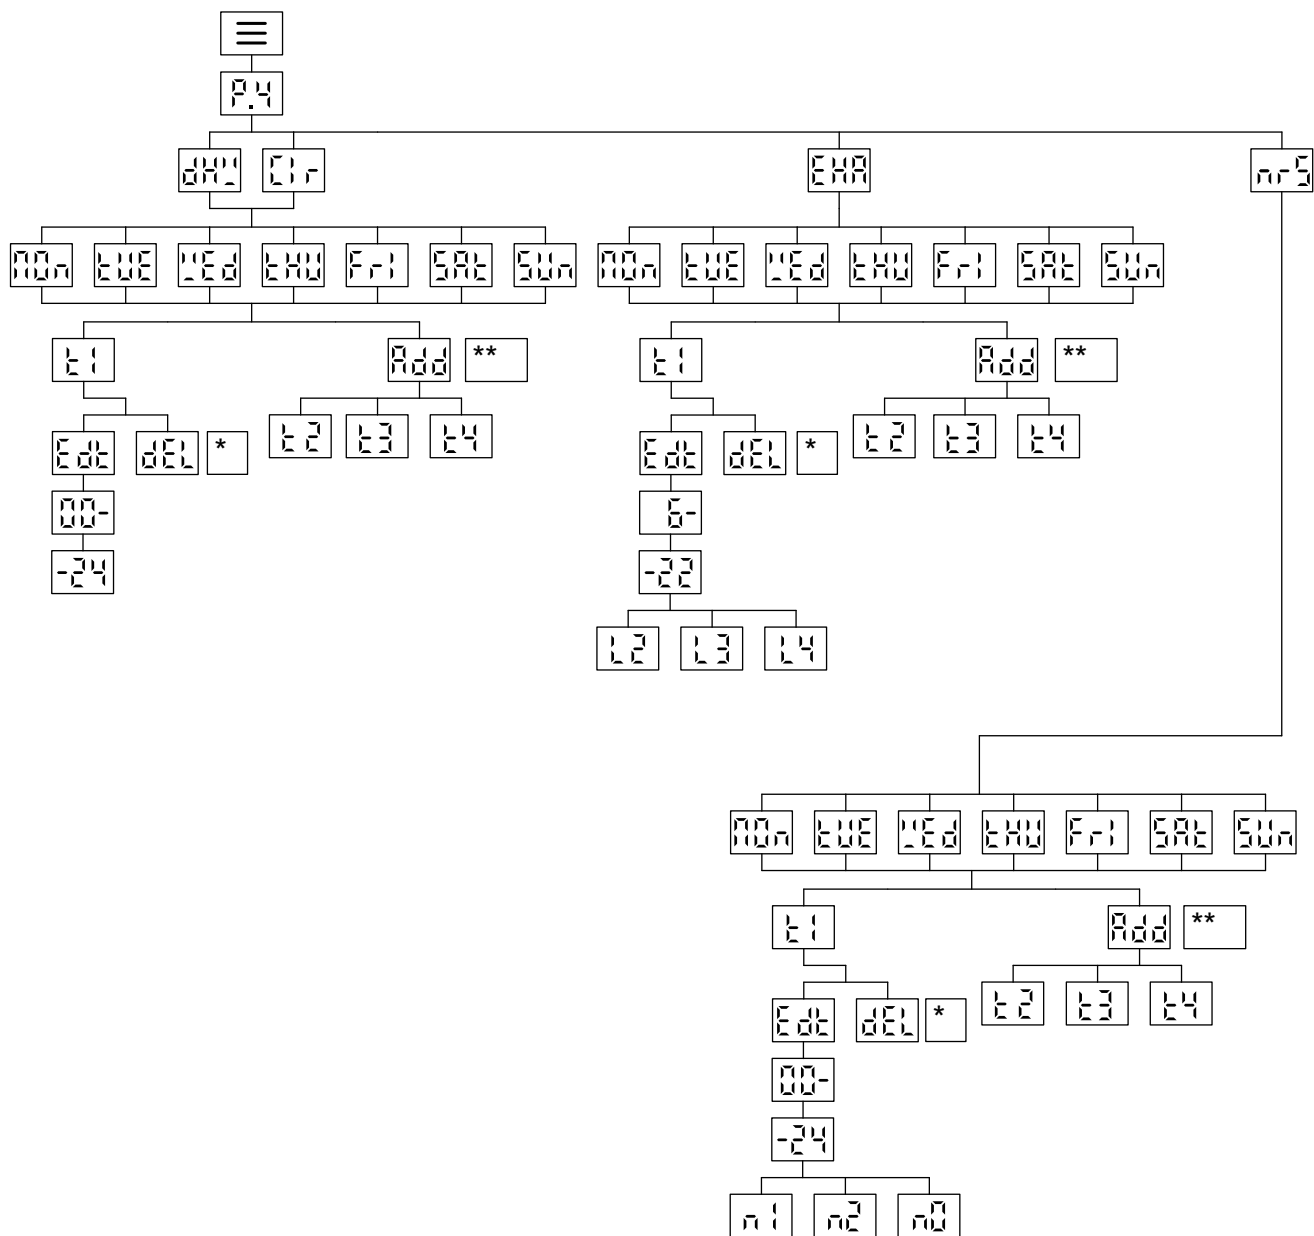 P.4
dHW CIr EHA nrS
MOn tUE WEd tHU FrI SAt SUn MOn tUE WEd tHU FrI SAt SUn
t1 Add ** t1 Add **
t2 t3 t4 t2 t3 t4
Edt dEL * Edt dEL *
00- 6-
-24 -22
L2 L3 L4
MOn tUE WEd tHU FrI SAt SUn
t1 Add **
t2 t3 t4
Edt dEL *
00-
-24
n1 n2 n0